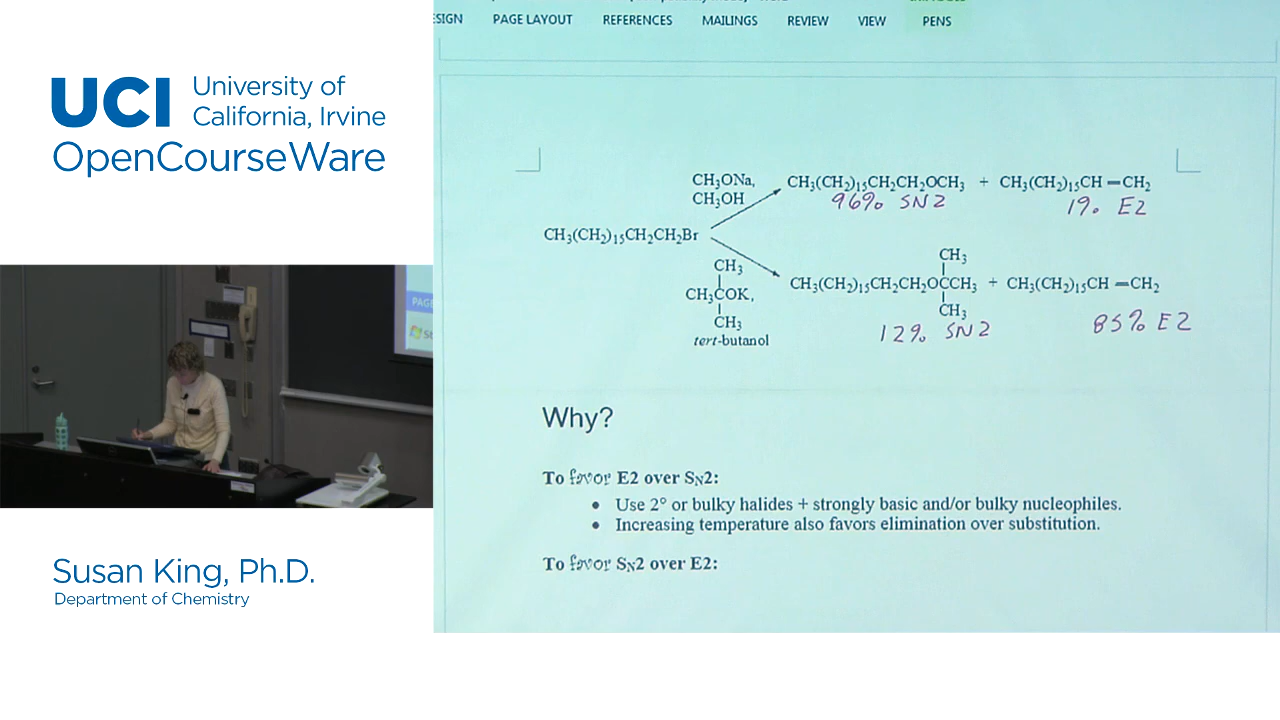 UCI University of
California, Irvine
OpenCourseWare
PAGE LAYOUT REFERENCES MAILINGS REVIEW VIEW PENS
CH₃ONa,
CH₃OH
CH₃(CH₂)₁₅CH₂CH₂OCH₃ + CH₃(CH₂)₁₅CH=CH₂
96% SN2 1% E2
CH₃(CH₂)₁₅CH₂CH₂Br
CH₃
CH₃COK,
CH₃
tert-butanol
CH₃
CH₃(CH₂)₁₅CH₂CH₂OCCH₃ + CH₃(CH₂)₁₅CH=CH₂
CH₃
12% SN2 85% E2
Why?
To favor E2 over SN2:
• Use 2° or bulky halides + strongly basic and/or bulky nucleophiles.
• Increasing temperature also favors elimination over substitution.
To favor SN2 over E2:
PAGE
Susan King, Ph.D.
Department of Chemistry